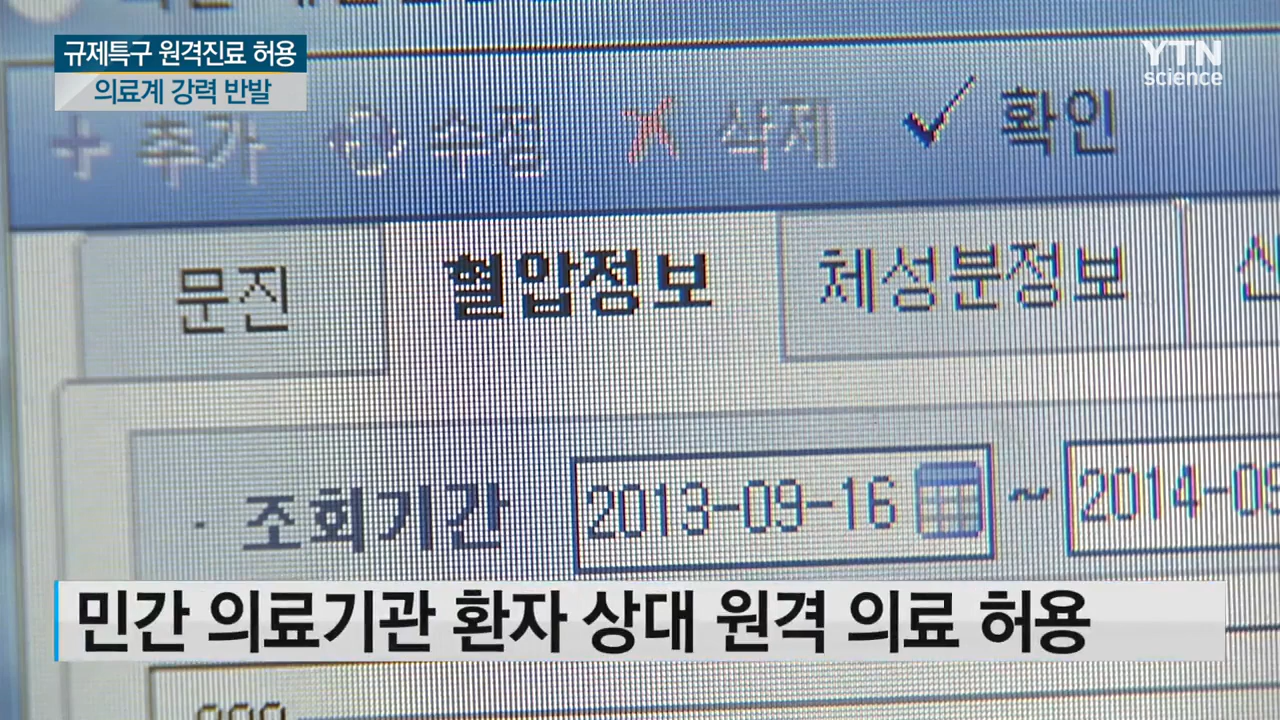 규제특구 원격진료 허용
의료계 강력 반발
YTN
science
추가 수정 삭제 확인
문진 혈압정보 체성분정보
· 조회기간 2013-09-16 ~ 2014-09
민간 의료기관 환자 상대 원격 의료 허용